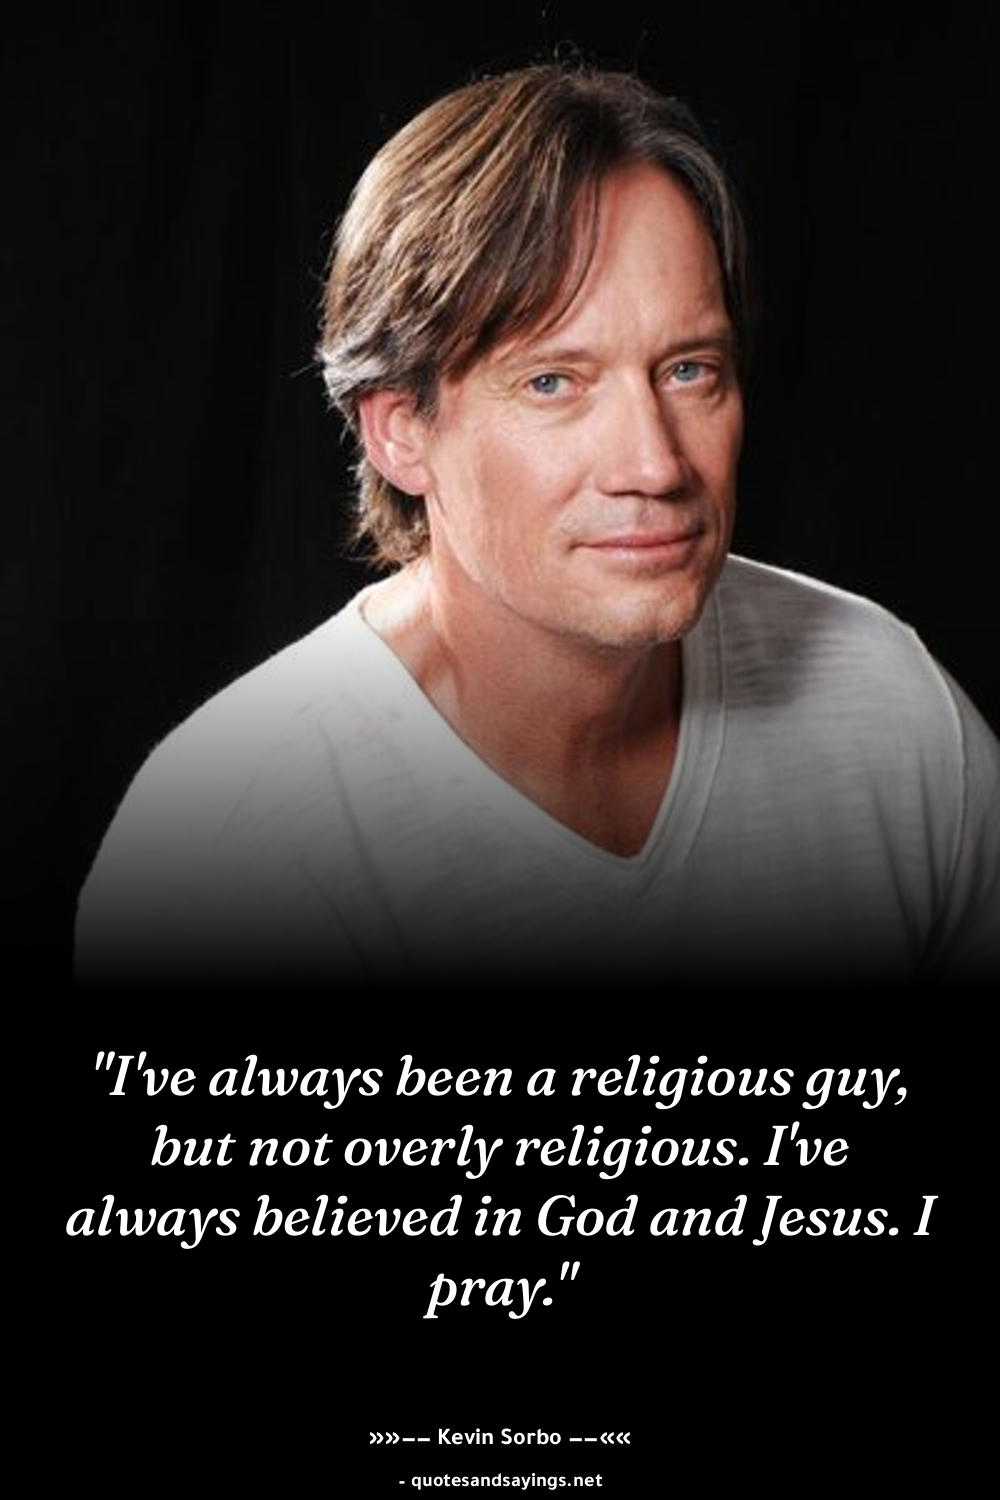 "I've always been a religious guy,
but not overly religious. I've
always believed in God and Jesus. I
pray."
»»–– Kevin Sorbo ––««
- quotesandsayings.net